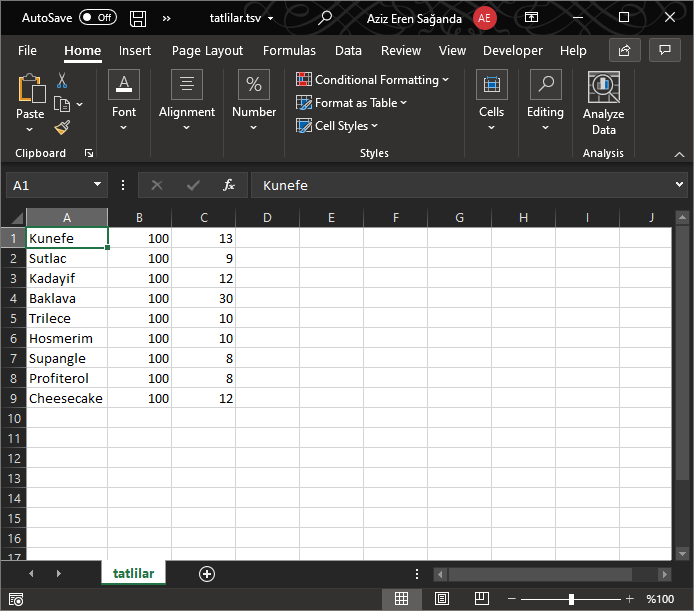 AutoSave Off tatlilar.tsv Aziz Eren Sağanda AE
File Home Insert Page Layout Formulas Data Review View Developer Help
Paste Font Alignment % Number Conditional Formatting Format as Table Cell Styles Cells Editing Analyze Data
Clipboard Styles Analysis
A1 fx Kunefe
A B C D E F G H I J
1 Kunefe 100 13
2 Sutlac 100 9
3 Kadayif 100 12
4 Baklava 100 30
5 Trilece 100 10
6 Hosmerim 100 10
7 Supangle 100 8
8 Profiterol 100 8
9 Cheesecake 100 12
10
11
12
13
14
15
16
17
tatlilar
%100